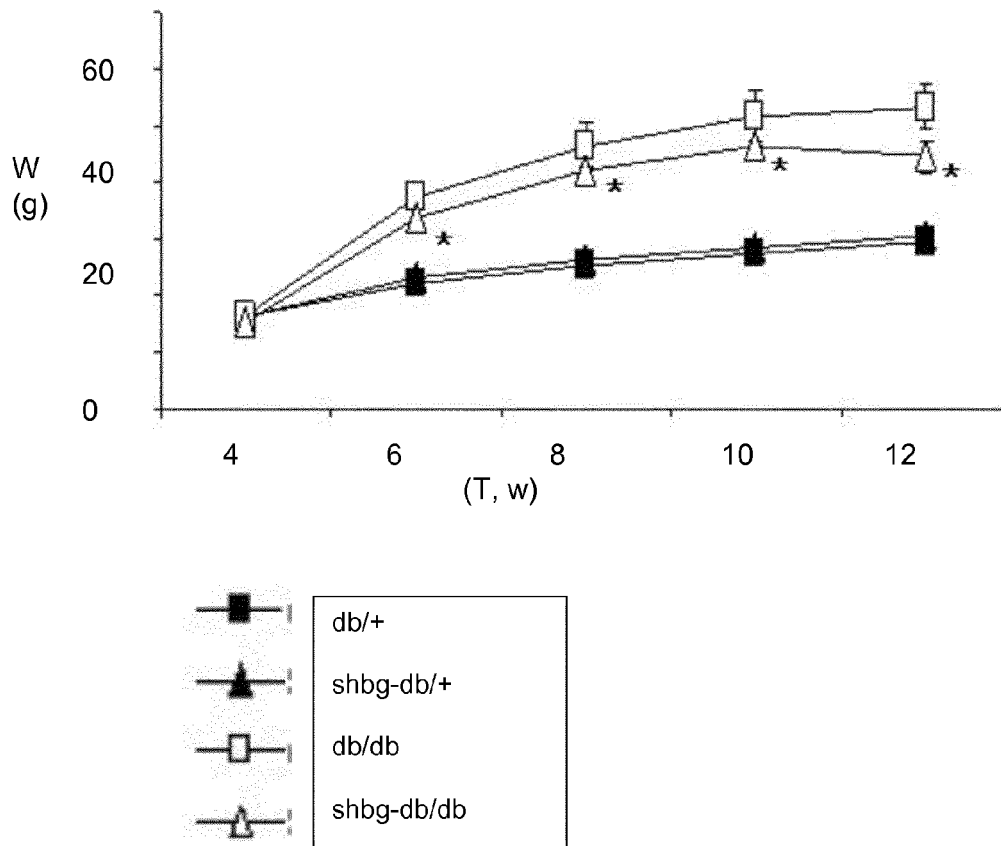 60
W
(g)
40
20
0
*
*
*
*
4 6 8 10 12
(T, w)
db/+
shbg-db/+
db/db
shbg-db/db